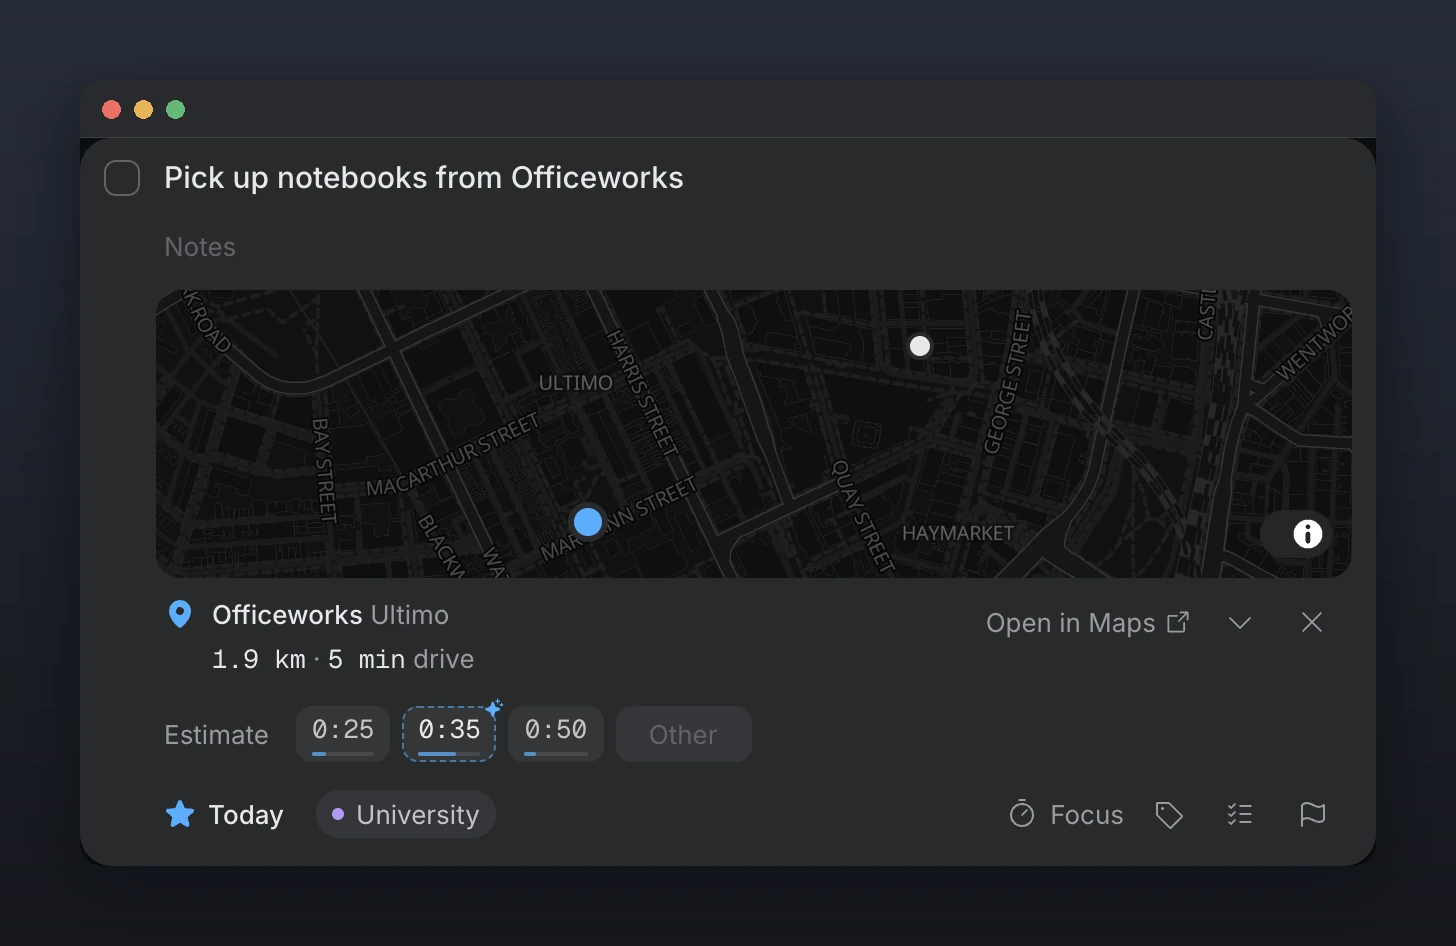 Pick up notebooks from Officeworks
Notes
ULTIMO
HARRIS STREET
GEORGE STREET
BAY STREET
MACARTHUR STREET
QUAY STREET
HAYMARKET
Officeworks Ultimo
Open in Maps
1.9 km · 5 min drive
Estimate 0:25 0:35 0:50 Other
Today University Focus